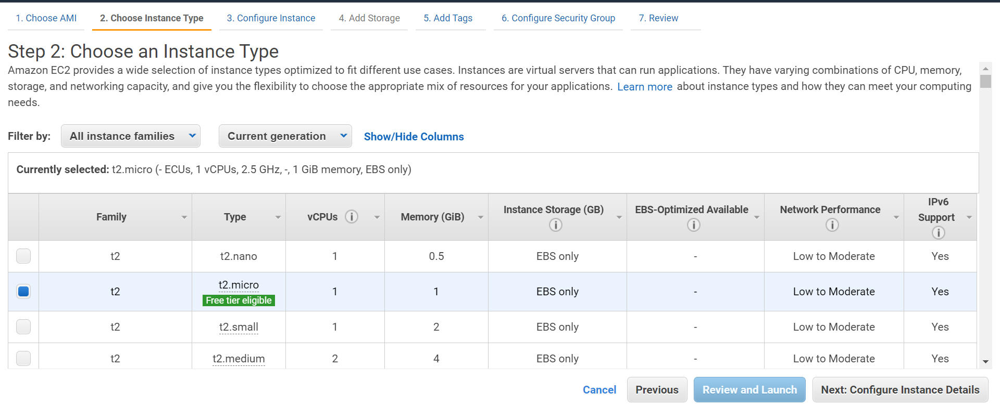 1. Choose AMI 2. Choose Instance Type 3. Configure Instance 4. Add Storage 5. Add Tags 6. Configure Security Group 7. Review
Step 2: Choose an Instance Type
Amazon EC2 provides a wide selection of instance types optimized to fit different use cases. Instances are virtual servers that can run applications. They have varying combinations of CPU, memory,
storage, and networking capacity, and give you the flexibility to choose the appropriate mix of resources for your applications. Learn more about instance types and how they can meet your computing
needs.
Filter by: All instance families Current generation Show/Hide Columns
Currently selected: t2.micro (- ECUs, 1 vCPUs, 2.5 GHz, -, 1 GiB memory, EBS only)
Family Type vCPUs i Memory (GiB) Instance Storage (GB) i EBS-Optimized Available i Network Performance i IPv6 Support i
t2 t2.nano 1 0.5 EBS only - Low to Moderate Yes
t2 t2.micro Free tier eligible 1 1 EBS only - Low to Moderate Yes
t2 t2.small 1 2 EBS only - Low to Moderate Yes
t2 t2.medium 2 4 EBS only - Low to Moderate Yes
Cancel Previous Review and Launch Next: Configure Instance Details